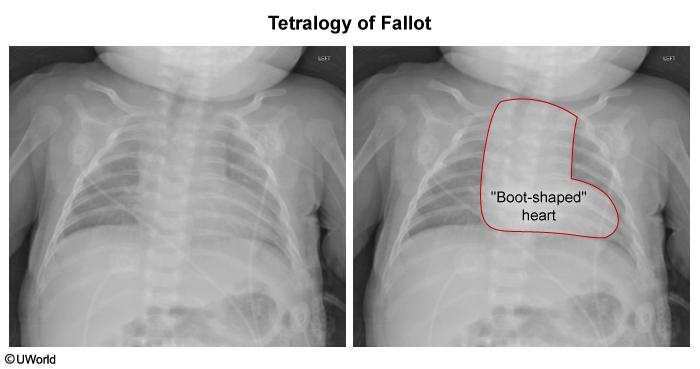 Tetralogy of Fallot
LEFT
LEFT
"Boot-shaped"
heart
©UWorld